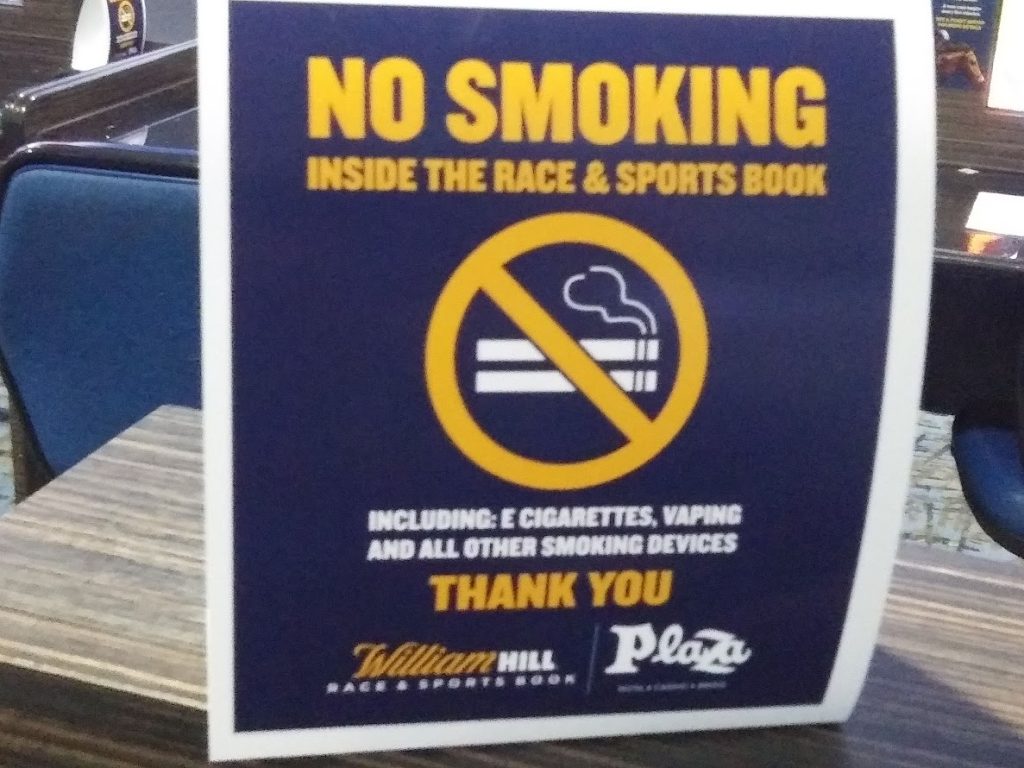 NO SMOKING
INSIDE THE RACE & SPORTS BOOK
INCLUDING: E CIGARETTES, VAPING
AND ALL OTHER SMOKING DEVICES
THANK YOU
William HILL
RACE & SPORTS BOOK
Plaza